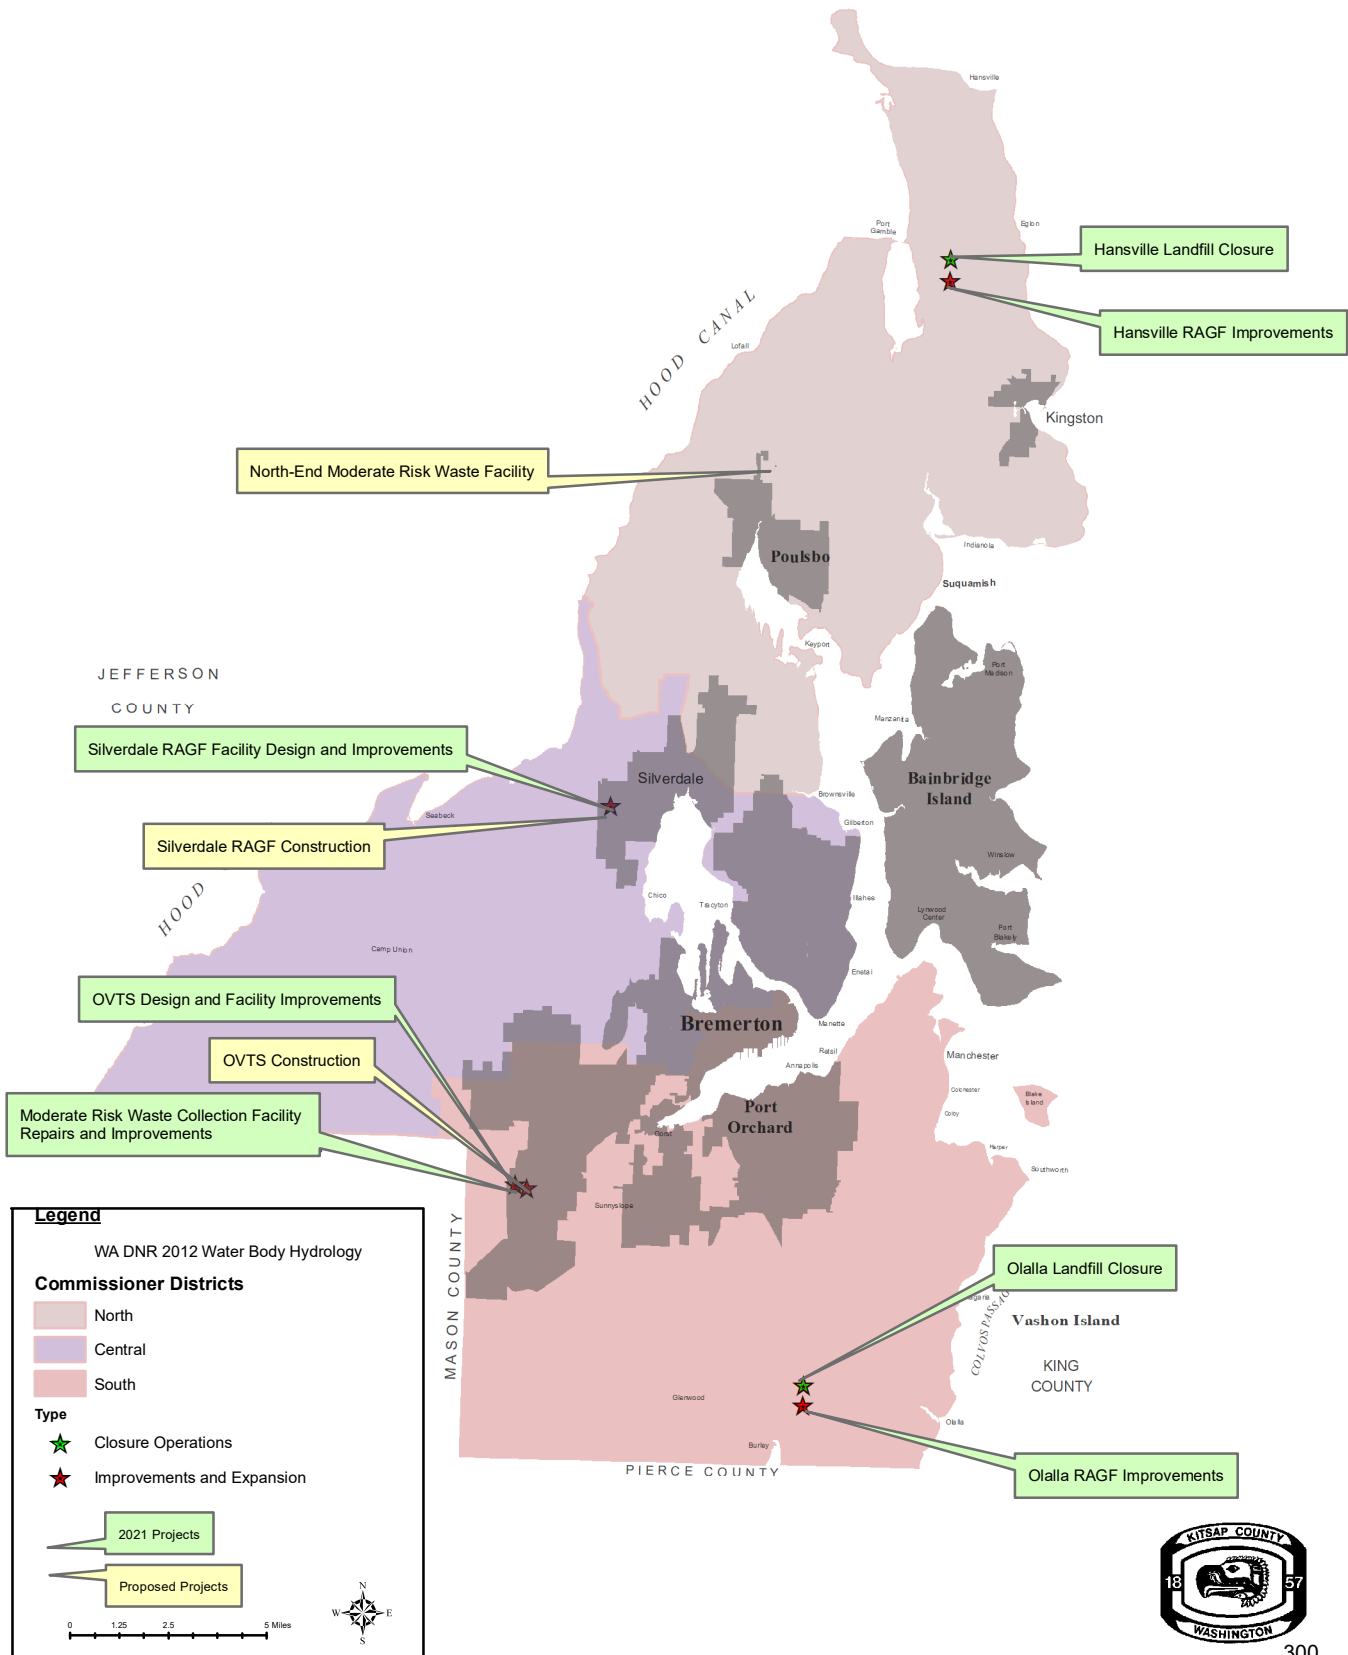 Hansville
Port
Gamble
Eglon
Hansville Landfill Closure
Hansville RAGF Improvements
HOOD CANAL
Lofall
Kingston
North-End Moderate Risk Waste Facility
Poulsbo
Indianola
Suquamish
Keyport
Port
Madison
JEFFERSON
COUNTY
Manzanita
Silverdale RAGF Facility Design and Improvements
Silverdale
Bainbridge
Island
Brownsville
Seabeck
Gilberton
Silverdale RAGF Construction
Winslow
HOOD
Chico
Tracyton
Illahee
Lynwood
Center
Port
Blakely
Camp Union
Enetai
OVTS Design and Facility Improvements
Bremerton
Manette
OVTS Construction
Retsil
Annapolis
Manchester
Colchester
Blake
Island
Moderate Risk Waste Collection Facility
Repairs and Improvements
Port
Orchard
Colby
Gorst
Harper
Southworth
Sunnyslope
MASON COUNTY
Olalla Landfill Closure
COLVOS PASSAG
Vashon Island
KING
COUNTY
Glenwood
Olalla
Burley
PIERCE COUNTY
Olalla RAGF Improvements
Legend
WA DNR 2012 Water Body Hydrology
Commissioner Districts
North
Central
South
Type
Closure Operations
Improvements and Expansion
2021 Projects
Proposed Projects
N
W E
S
0 1.25 2.5 5 Miles
KITSAP COUNTY
18 57
WASHINGTON
300